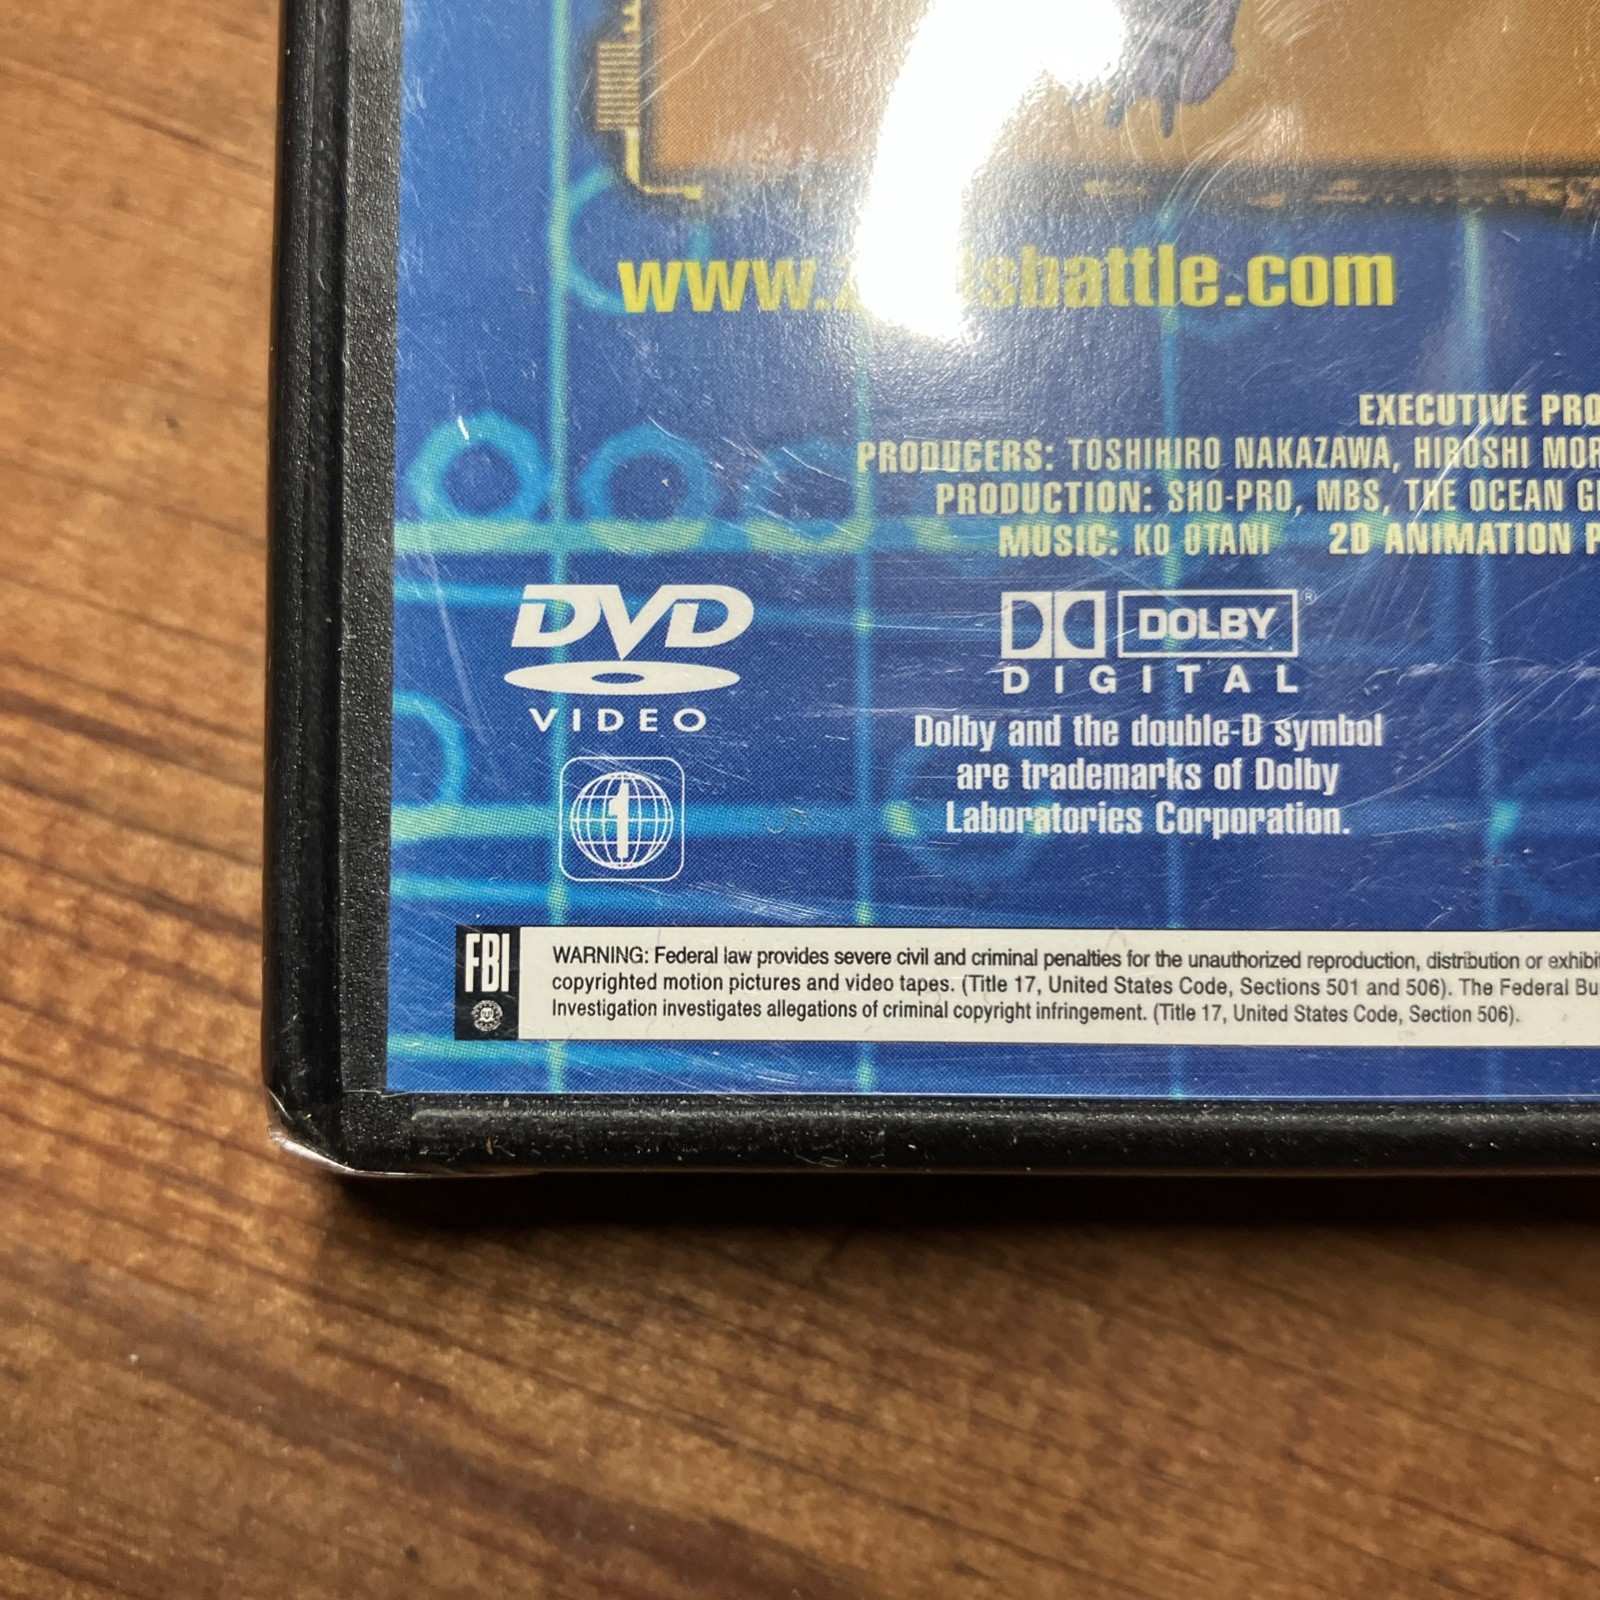 www. sbattle.com
EXECUTIVE PRO
PRODUCERS: TOSHIHIRO NAKAZAWA, HIROSHI MOR
PRODUCTION: SHO-PRO, MBS, THE OCEAN G
MUSIC: KO OTANI 2D ANIMATION P
DVD
VIDEO
1
DOLBY®
DIGITAL
Dolby and the double-D symbol
are trademarks of Dolby
Laboratories Corporation.
FBI
WARNING: Federal law provides severe civil and criminal penalties for the unauthorized reproduction, distribution or exhibit
copyrighted motion pictures and video tapes. (Title 17, United States Code, Sections 501 and 506). The Federal Bu
Investigation investigates allegations of criminal copyright infringement. (Title 17, United States Code, Section 506).